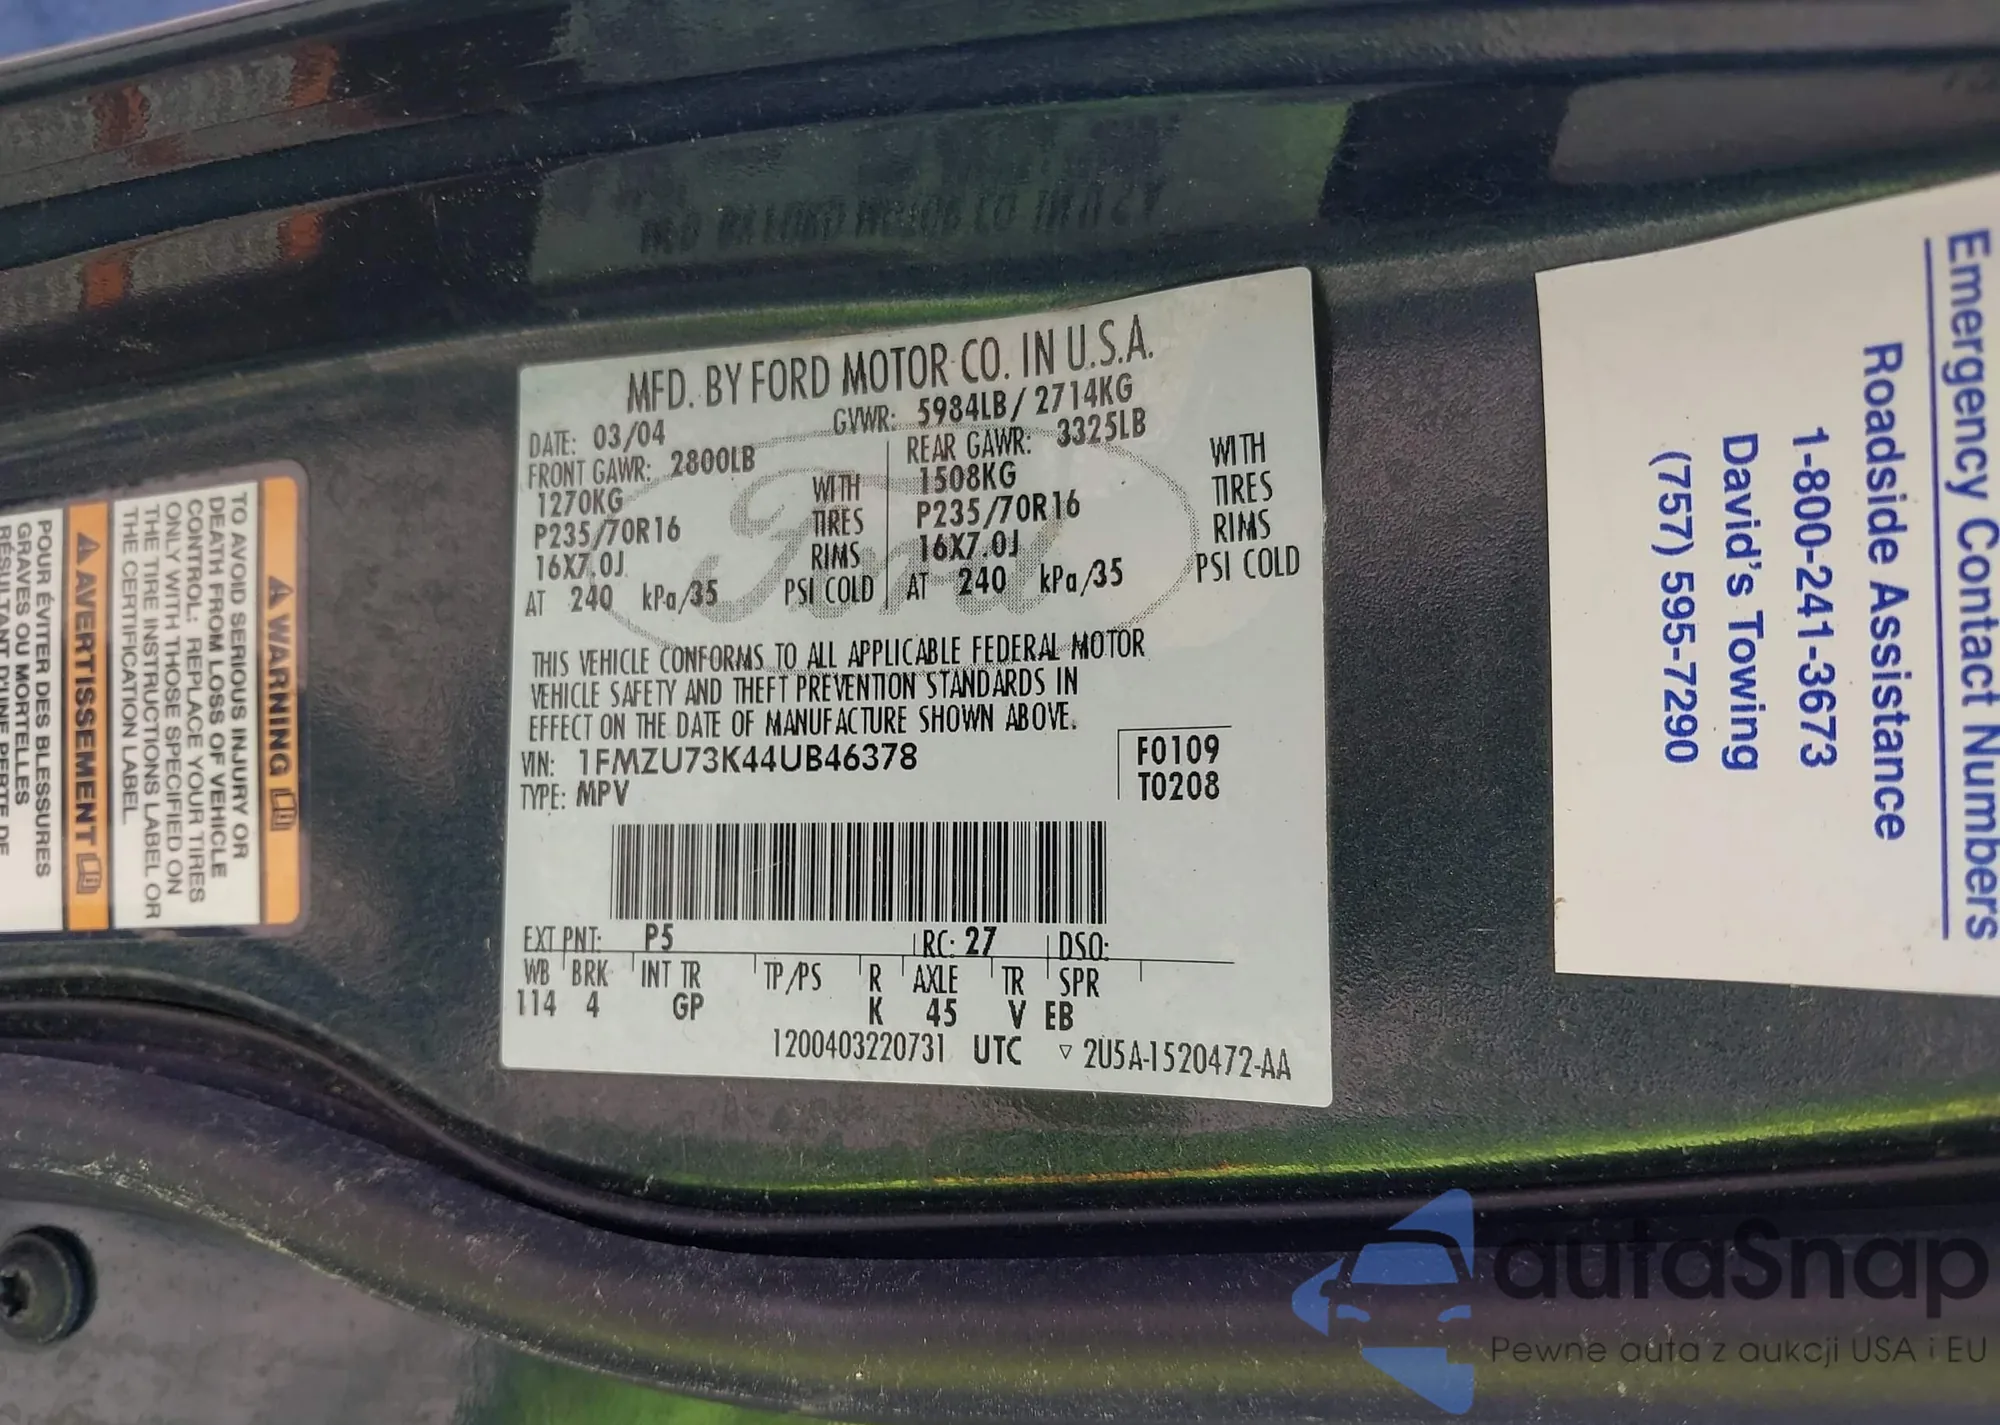 MFD. BY FORD MOTOR CO. IN U.S.A.
DATE: 03/04 GVWR: 5984LB / 2714KG
FRONT GAWR: 2800LB REAR GAWR: 3325LB
1270KG WITH 1508KG WITH
P235/70R16 TIRES P235/70R16 TIRES
16X7.0J RIMS 16X7.0J RIMS
AT 240 kPa/35 PSI COLD AT 240 kPa/35 PSI COLD
Ford
THIS VEHICLE CONFORMS TO ALL APPLICABLE FEDERAL MOTOR
VEHICLE SAFETY AND THEFT PREVENTION STANDARDS IN
EFFECT ON THE DATE OF MANUFACTURE SHOWN ABOVE.
VIN: 1FMZU73K44UB46378 F0109
TYPE: MPV T0208
EXT PNT: P5 RC: 27 DSO:
WB BRK INT TR TP/PS R AXLE TR SPR
114 4 GP K 45 V EB
1200403220731 UTC ▽ 2U5A-1520472-AA
⚠ WARNING
TO AVOID SERIOUS INJURY OR
DEATH FROM LOSS OF VEHICLE
CONTROL: REPLACE YOUR TIRES
ONLY WITH THOSE SPECIFIED ON
THE TIRE INSTRUCTIONS LABEL OR
THE CERTIFICATION LABEL.
⚠ AVERTISSEMENT
POUR ÉVITER DES BLESSURES
GRAVES OU MORTELLES
RÉSULTANT D'UNE PERTE DE
Emergency Contact Numbers
Roadside Assistance
1-800-241-3673
David's Towing
(757) 595-7290
autaSnap
Pewne auta z aukcji USA i EU